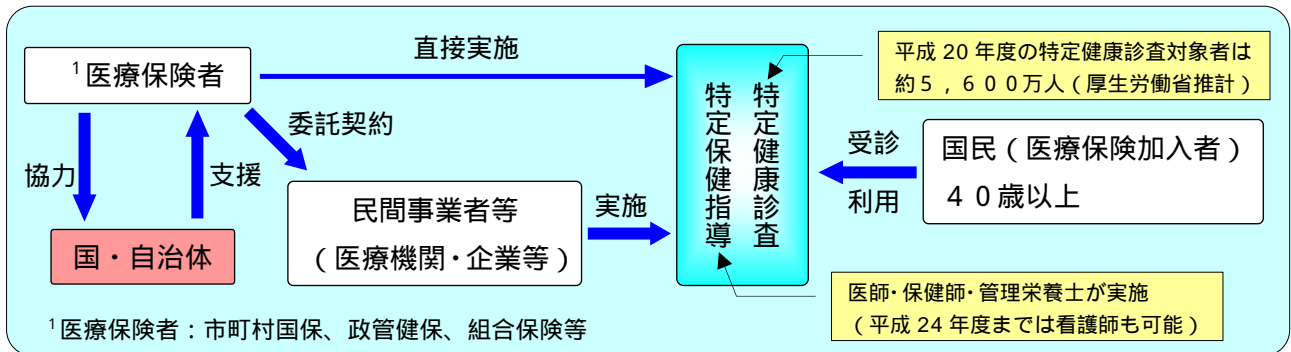 直接実施
¹医療保険者
委託契約
協力
支援
国・自治体
民間事業者等
（医療機関・企業等）
実施
特定健康診査
特定保健指導
平成 20 年度の特定健康診査対象者は
約５，６００万人（厚生労働省推計）
受診
利用
国民（医療保険加入者）
４０歳以上
医師・保健師・管理栄養士が実施
（平成 24 年度までは看護師も可能）
¹医療保険者：市町村国保、政管健保、組合保険等